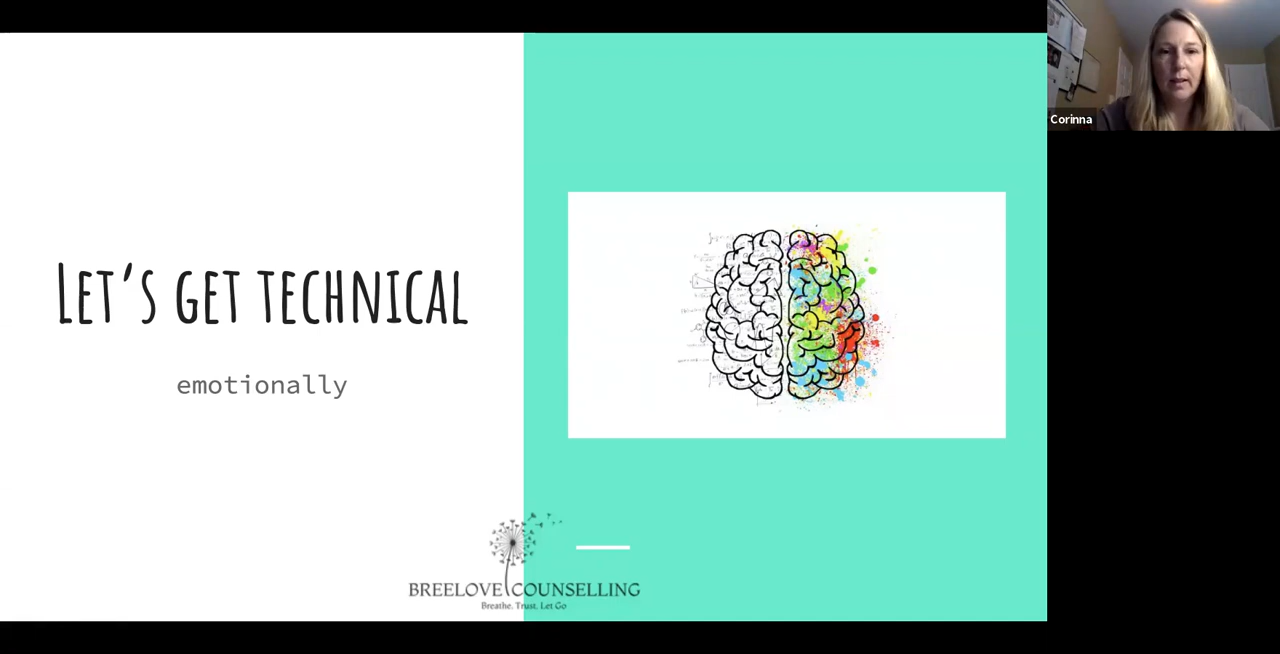 Let's get technical
emotionally
BREELOVE COUNSELLING
Breathe. Trust. Let Go
Corinna